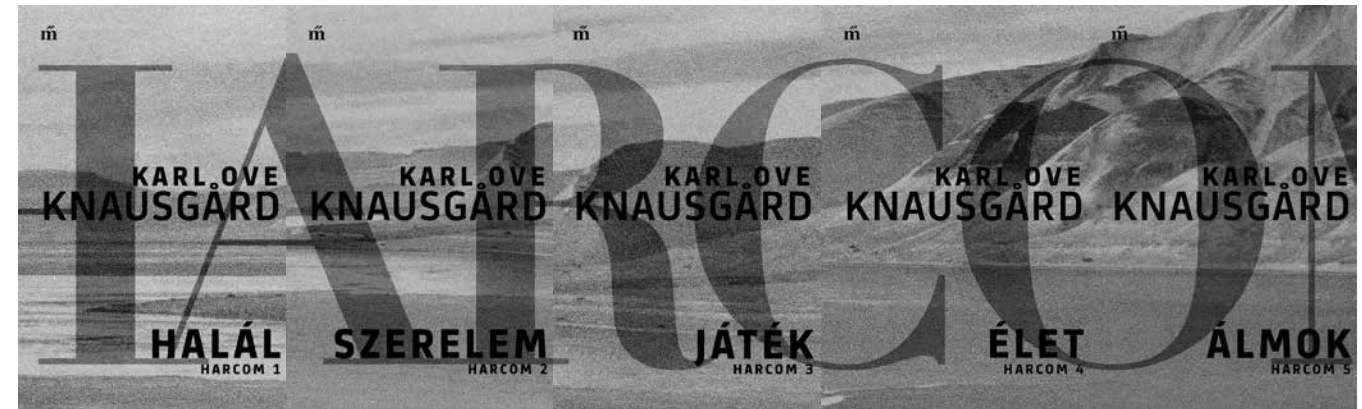 IARCOM
m̋
KARL OVE
KNAUSGÅRD
HALÁL
HARCOM 1
m̋
KARL OVE
KNAUSGÅRD
SZERELEM
HARCOM 2
m̋
KARL OVE
KNAUSGÅRD
JÁTÉK
HARCOM 3
m̋
KARL OVE
KNAUSGÅRD
ÉLET
HARCOM 4
m̋
KARL OVE
KNAUSGÅRD
ÁLMOK
HARCOM 5